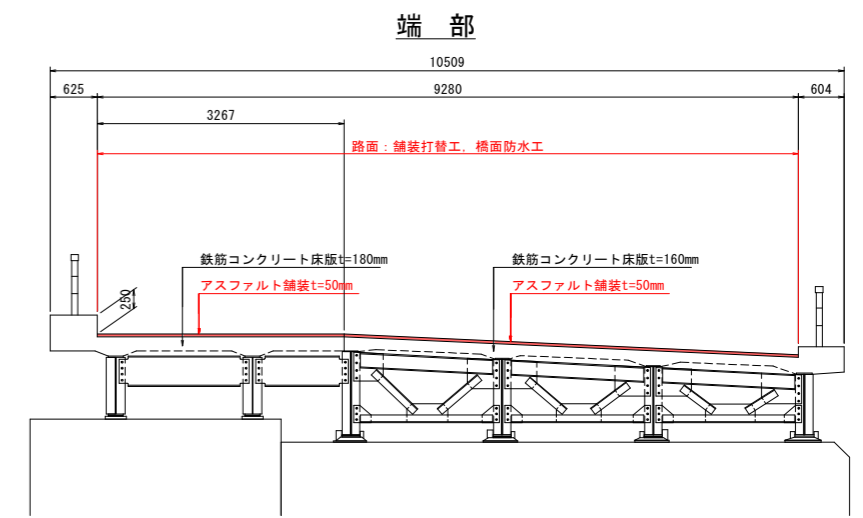 端 部
10509
625
9280
604
3267
路面：舗装打替工，橋面防水工
鉄筋コンクリート床版t=180mm
鉄筋コンクリート床版t=160mm
アスファルト舗装t=50mm
アスファルト舗装t=50mm
250